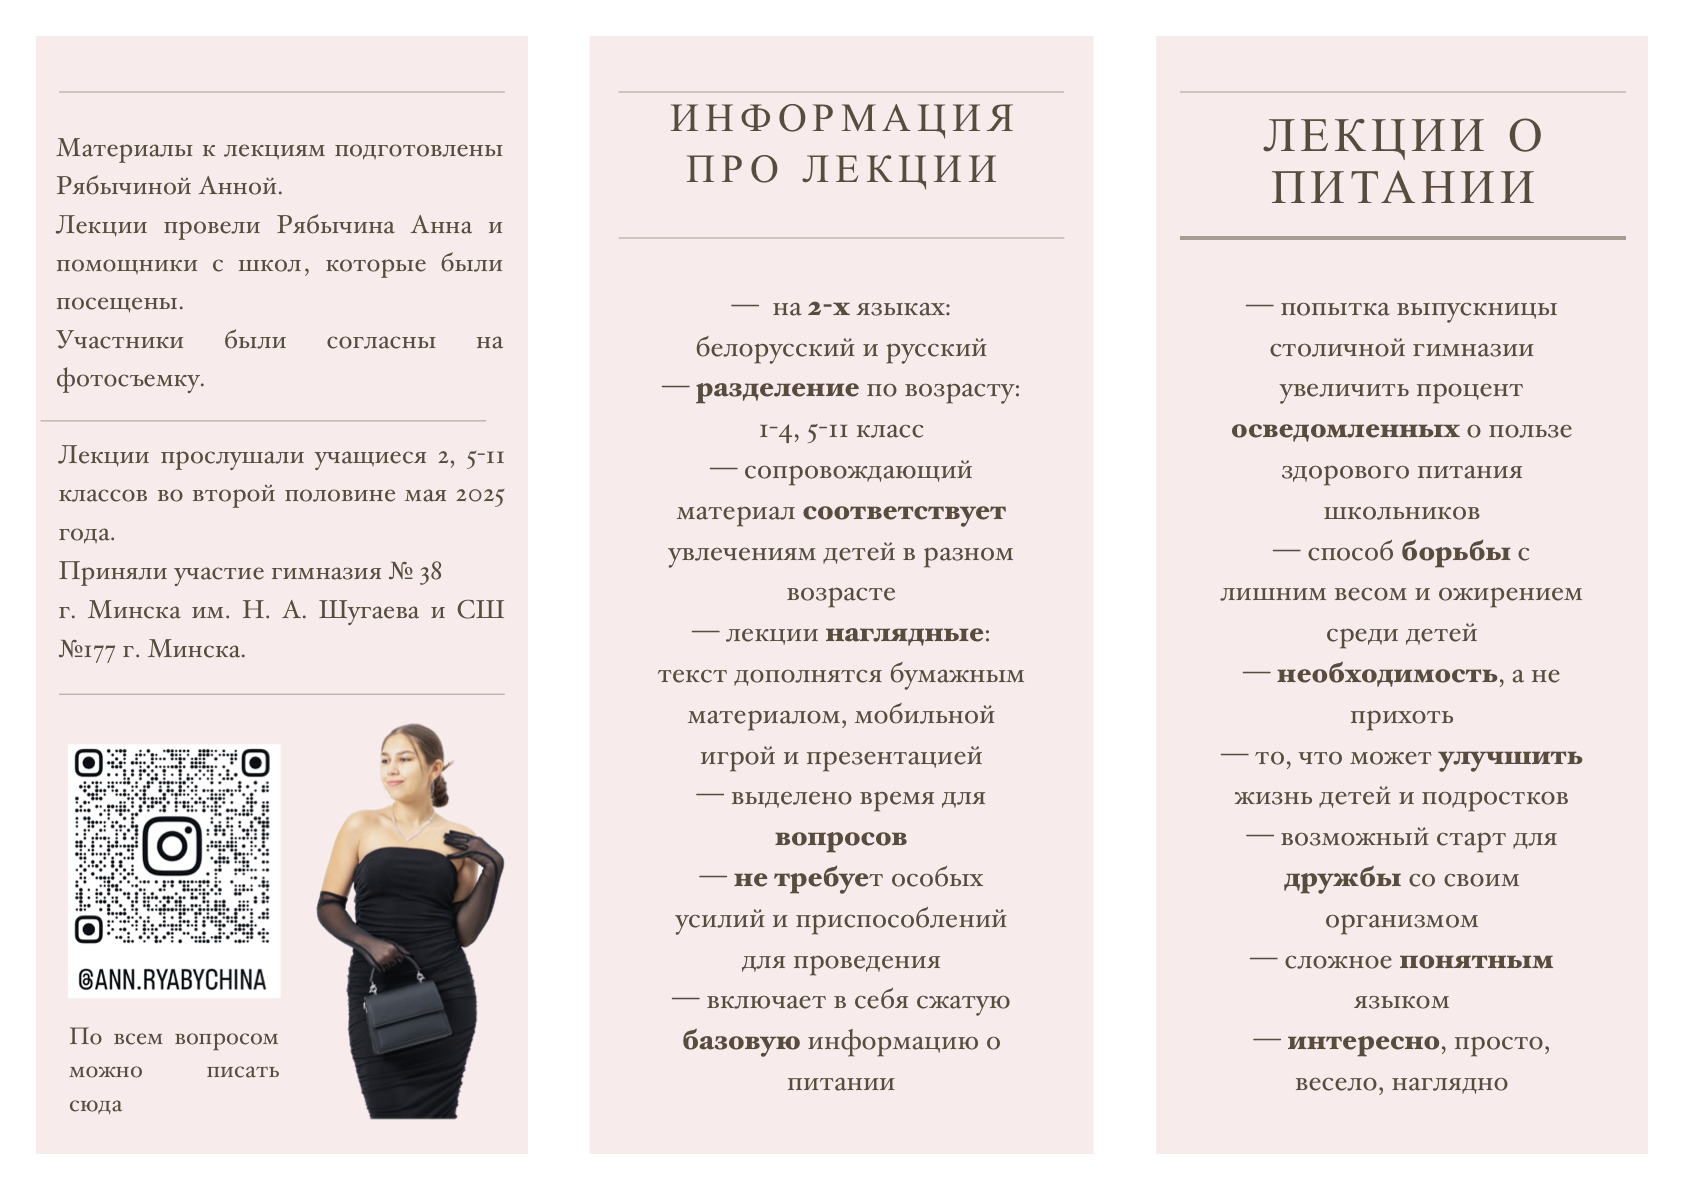 Материалы к лекциям подготовлены
Рябычиной Анной.
Лекции провели Рябычина Анна и
помощники с школ, которые были
посещены.
Участники были согласны на
фотосъемку.
Лекции прослушали учащиеся 2, 5-11
классов во второй половине мая 2025
года.
Приняли участие гимназия № 38
г. Минска им. Н. А. Шугаева и СШ
№177 г. Минска.
@ANN.RYABYCHINA
По всем вопросом
можно писать
сюда
ИНФОРМАЦИЯ
ПРО ЛЕКЦИИ
— на 2-х языках:
белорусский и русский
— разделение по возрасту:
1-4, 5-11 класс
— сопровождающий
материал соответствует
увлечениям детей в разном
возрасте
— лекции наглядные:
текст дополнятся бумажным
материалом, мобильной
игрой и презентацией
— выделено время для
вопросов
— не требует особых
усилий и приспособлений
для проведения
— включает в себя сжатую
базовую информацию о
питании
ЛЕКЦИИ О
ПИТАНИИ
— попытка выпускницы
столичной гимназии
увеличить процент
осведомленных о пользе
здорового питания
школьников
— способ борьбы с
лишним весом и ожирением
среди детей
— необходимость, а не
прихоть
— то, что может улучшить
жизнь детей и подростков
— возможный старт для
дружбы со своим
организмом
— сложное понятным
языком
— интересно, просто,
весело, наглядно